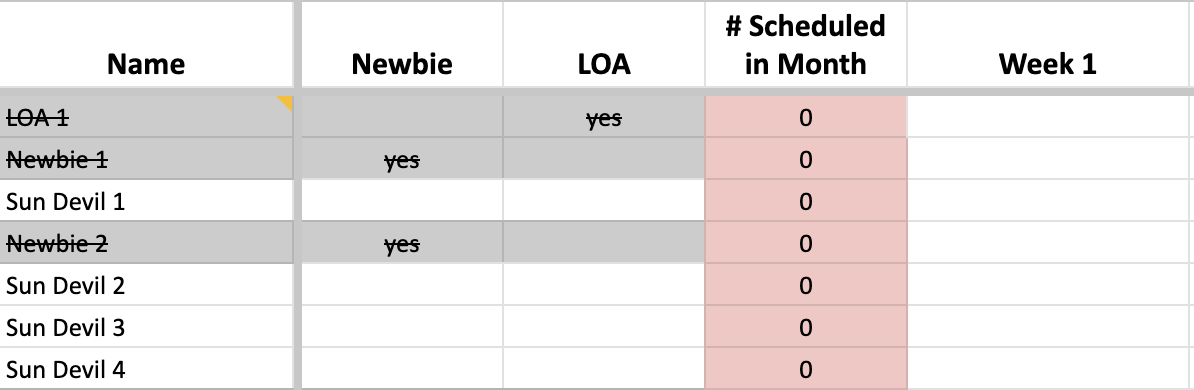 Name Newbie LOA # Scheduled in Month Week 1
LOA 1 yes 0
Newbie 1 yes 0
Sun Devil 1 0
Newbie 2 yes 0
Sun Devil 2 0
Sun Devil 3 0
Sun Devil 4 0